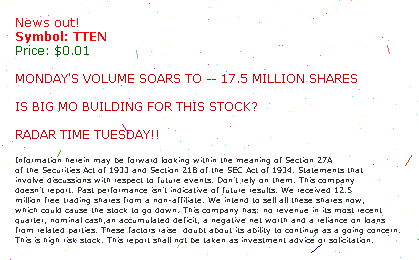 News out!
Symbol: TTEN
Price: $0.01
MONDAY'S VOLUME SOARS TO -- 17.5 MILLION SHARES
IS BIG MO BUILDING FOR THIS STOCK?
RADAR TIME TUESDAY!!
Information herein may be forward looking within the meaning of Section 27A
of the Securities Act of 1933 and Section 21B of the SEC Act of 1934. Statements that
involve discussions with respect to future events. Don't rely on them. This company
doesn't report. Past performance isn't indicative of future results. We received 12.5
million free trading shares from a non-affiliate. We intend to sell all these shares now,
which could cause the stock to go down. This company has: no revenue in its most recent
quarter, nominal cash,an accumulated deficit, a negative net worth and a reliance on loans
from related parties. These factors raise doubt about its ability to continue as a going concern.
This is high risk stock. This report shall not be taken as investment advice or solicitation.